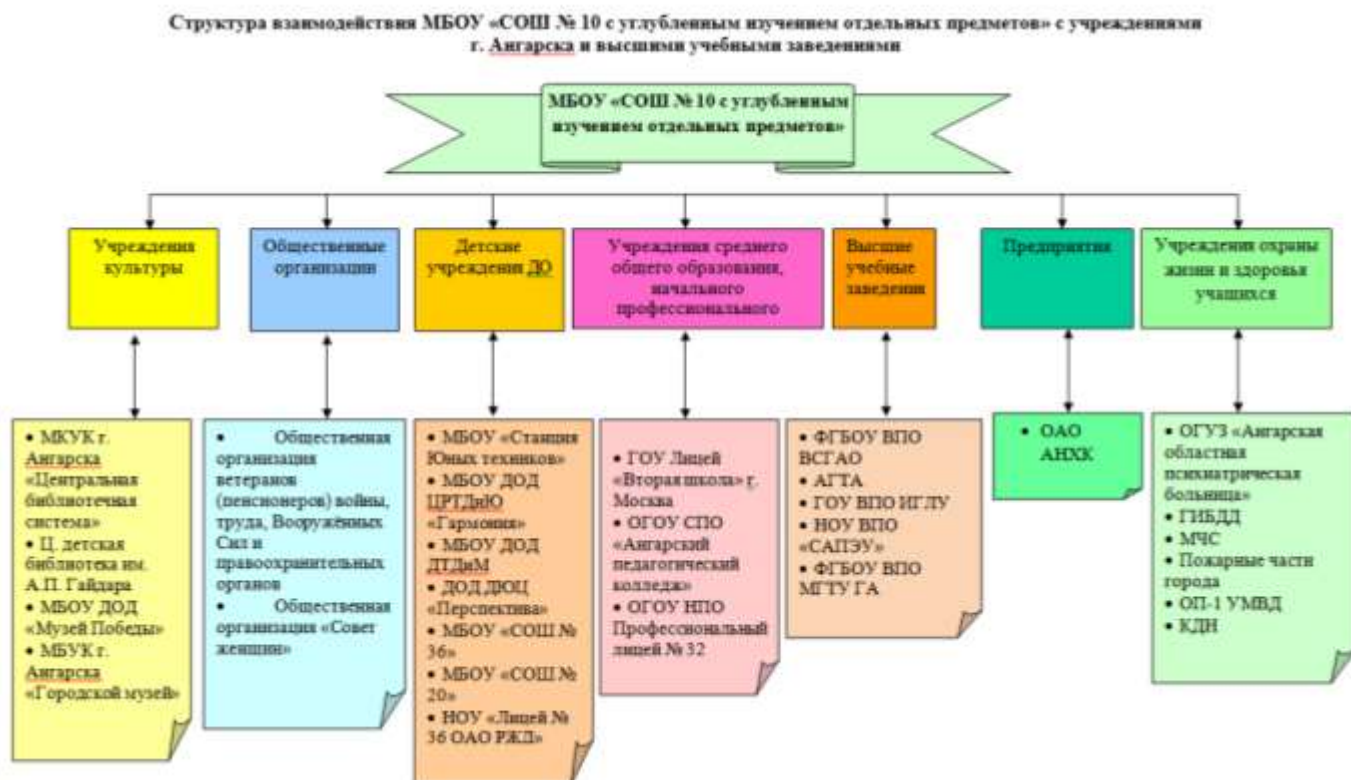 Структура взаимодействия МБОУ «СОШ № 10 с углубленным изучением отдельных предметов» с учреждениями
г. Ангарска и высшими учебными заведениями
МБОУ «СОШ № 10 с углубленным
изучением отдельных предметов»
Учреждения
культуры
Общественные
организации
Детские
учреждения ДО
Учреждения среднего
общего образования,
начального
профессионального
Высшие
учебные
заведения
Предприятия
Учреждения охраны
жизни и здоровья
учащихся
• МКУК г.
Ангарска
«Центральная
библиотечная
система»
• Ц. детская
библиотека им.
А.П. Гайдара
• МБОУ ДОД
«Музей Победы»
• МБУК г.
Ангарска
«Городской музей»
• Общественная
организация
ветеранов
(пенсионеров) войны,
труда, Вооружённых
Сил и
правоохранительных
органов
• Общественная
организация «Совет
женщин»
• МБОУ «Станция
Юных техников»
• МБОУ ДОД
ЦРТДиЮ
«Гармония»
• МБОУ ДОД
ДТДиМ
• ДОД ДЮЦ
«Перспектива»
• МБОУ «СОШ №
36»
• МБОУ «СОШ №
20»
• НОУ «Лицей №
36 ОАО РЖД»
• ГОУ Лицей
«Вторая школа» г.
Москва
• ОГОУ СПО
«Ангарский
педагогический
колледж»
• ОГОУ НПО
Профессиональный
лицей № 32
• ФГБОУ ВПО
ВСГАО
• АГТА
• ГОУ ВПО ИГЛУ
• НОУ ВПО
«САПЭУ»
• ФГБОУ ВПО
МГТУ ГА
• ОАО
АНХК
• ОГУЗ «Ангарская
областная
психиатрическая
больница»
• ГИБДД
• МЧС
• Пожарные части
города
• ОП-1 УМВД
• КДН